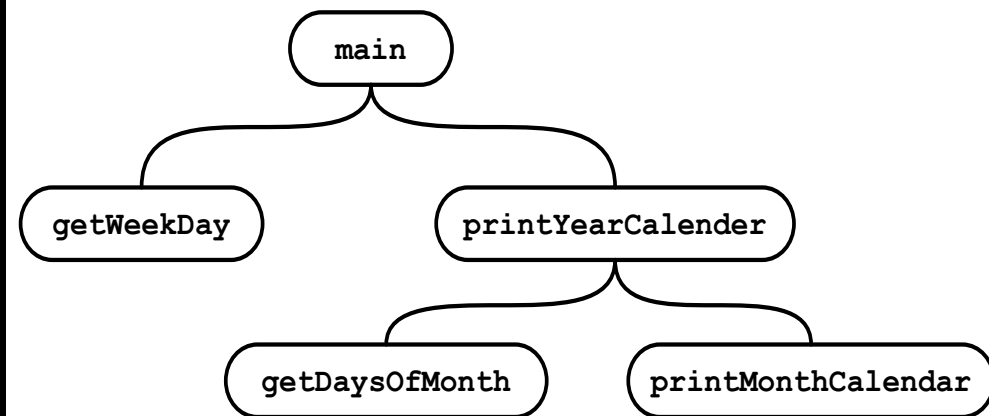 main
getWeekDay
printYearCalender
getDaysOfMonth
printMonthCalendar